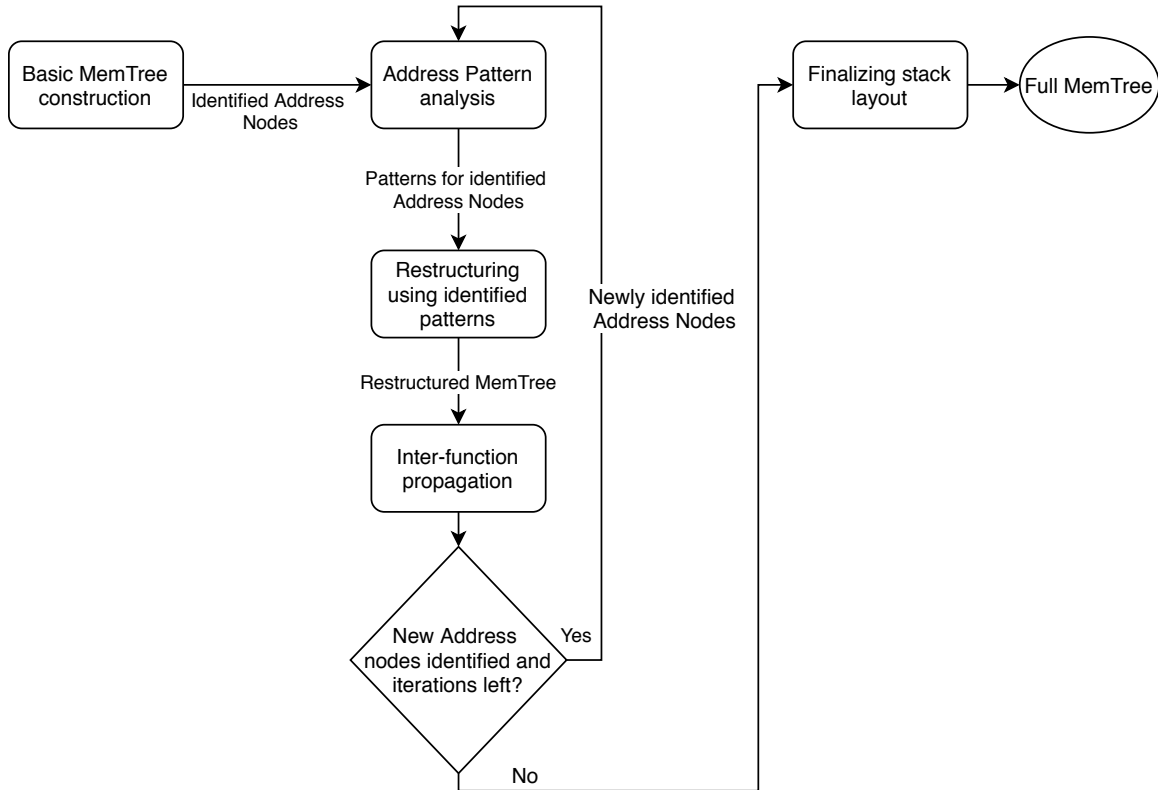 Basic MemTree
construction
Identified Address
Nodes
Address Pattern
analysis
Patterns for identified
Address Nodes
Restructuring
using identified
patterns
Restructured MemTree
Inter-function
propagation
New Address
nodes identified and
iterations left?
Yes
Newly identified
Address Nodes
No
Finalizing stack
layout
Full MemTree